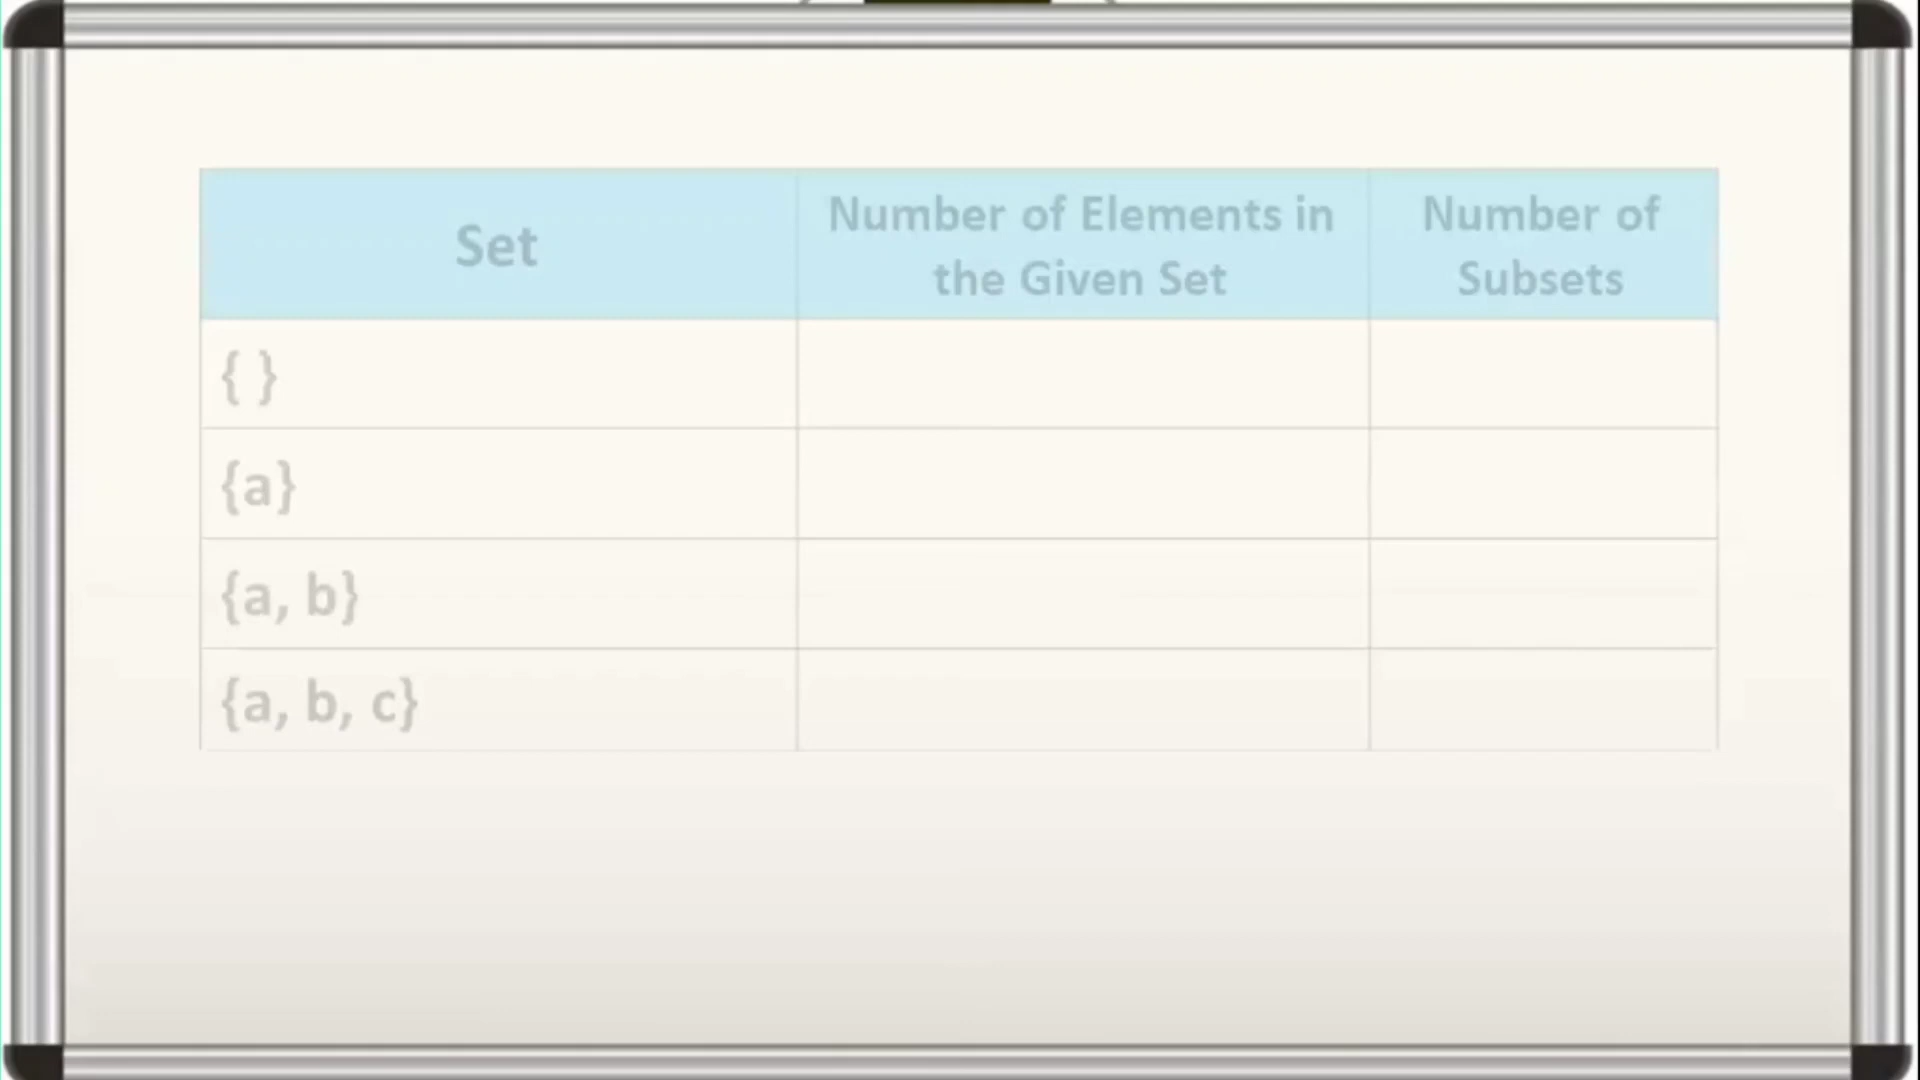 Set
Number of Elements in
the Given Set
Number of
Subsets
{ }
{a}
{a, b}
{a, b, c}